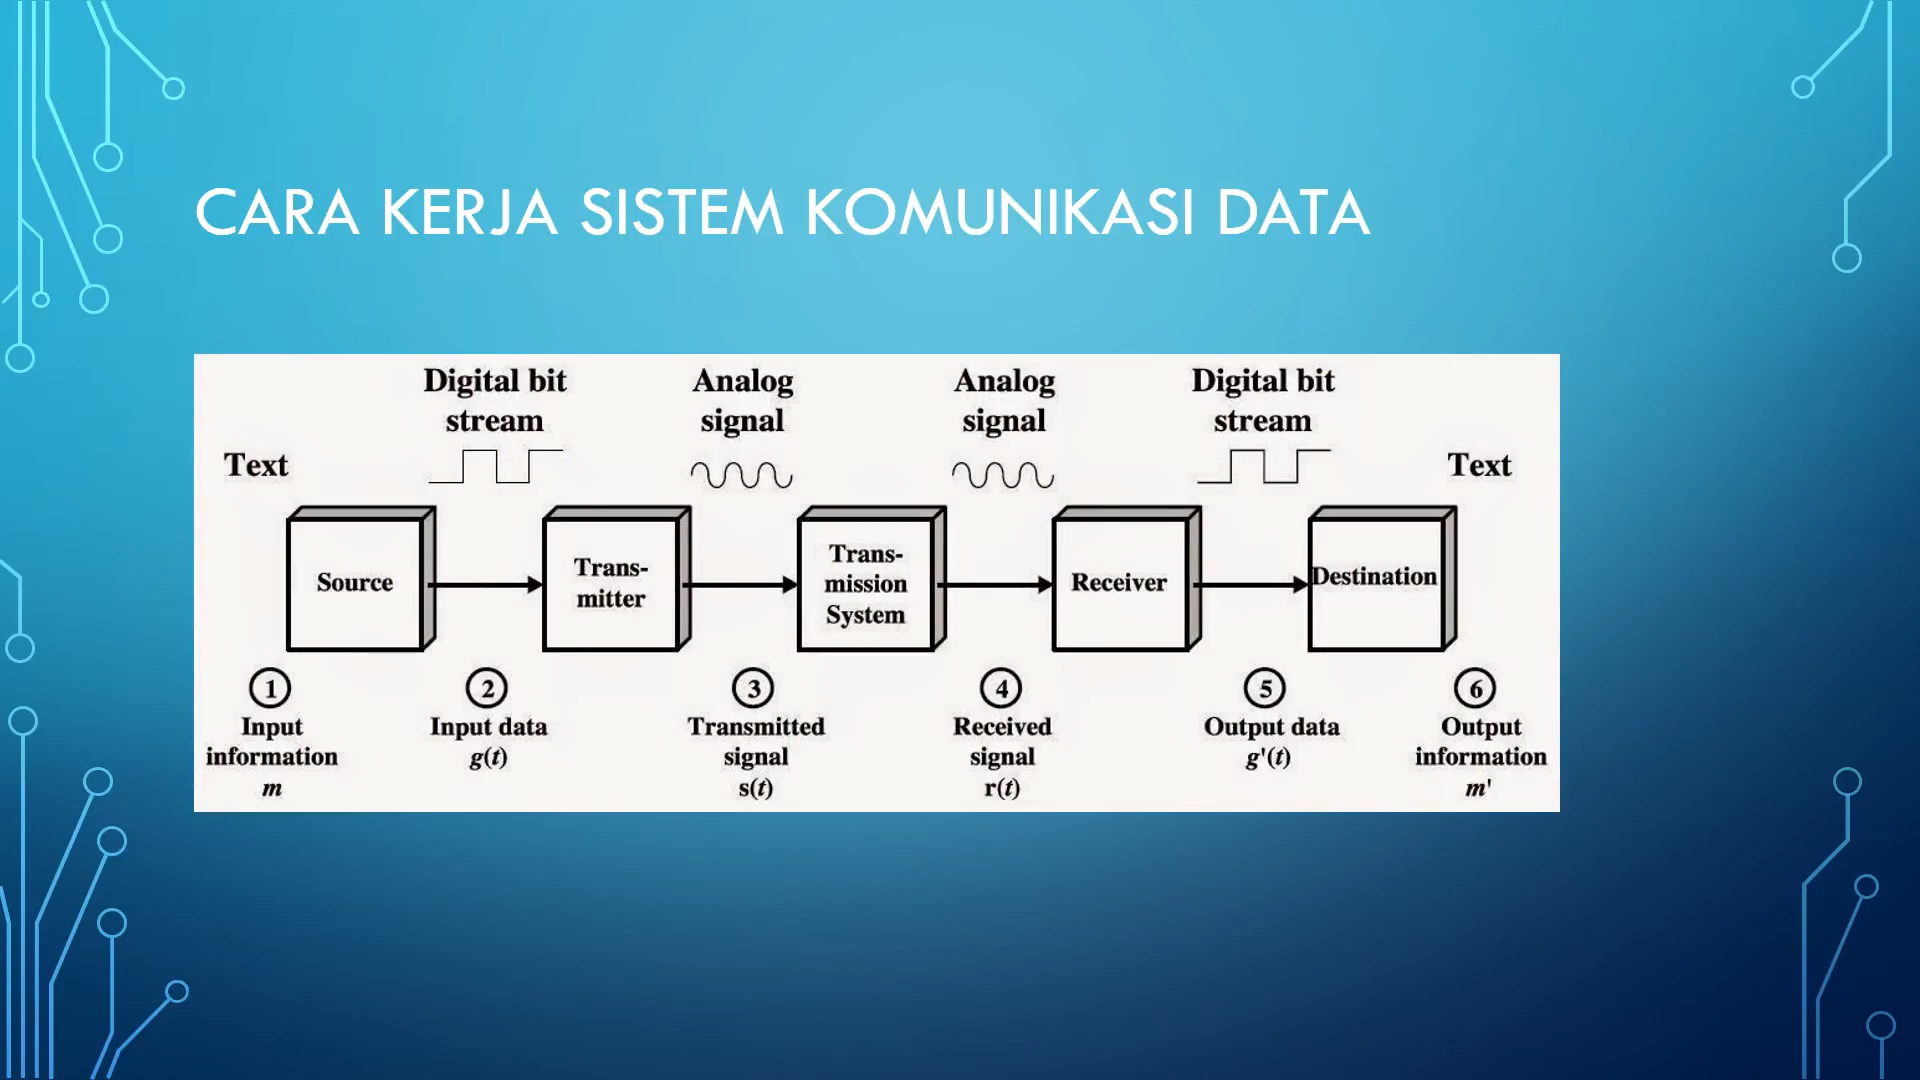 CARA KERJA SISTEM KOMUNIKASI DATA
Digital bit
stream
Analog
signal
Analog
signal
Digital bit
stream
Text
Text
Source
Trans-
mitter
Trans-
mission
System
Receiver
Destination
1
Input
information
m
2
Input data
g(t)
3
Transmitted
signal
s(t)
4
Received
signal
r(t)
5
Output data
g'(t)
6
Output
information
m'